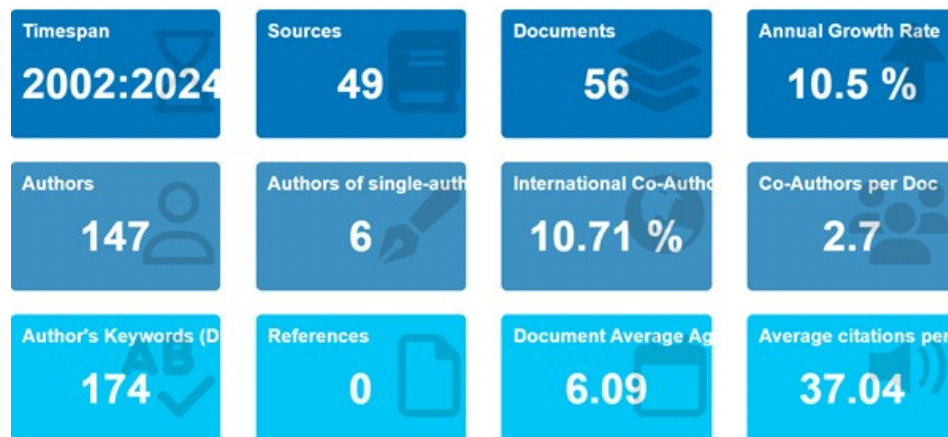 Timespan
2002:2024
Sources
49
Documents
56
Annual Growth Rate
10.5 %
Authors
147
Authors of single-auth
6
International Co-Autho
10.71 %
Co-Authors per Doc
2.7
Author's Keywords (D
174
References
0
Document Average Ag
6.09
Average citations per
37.04
AB